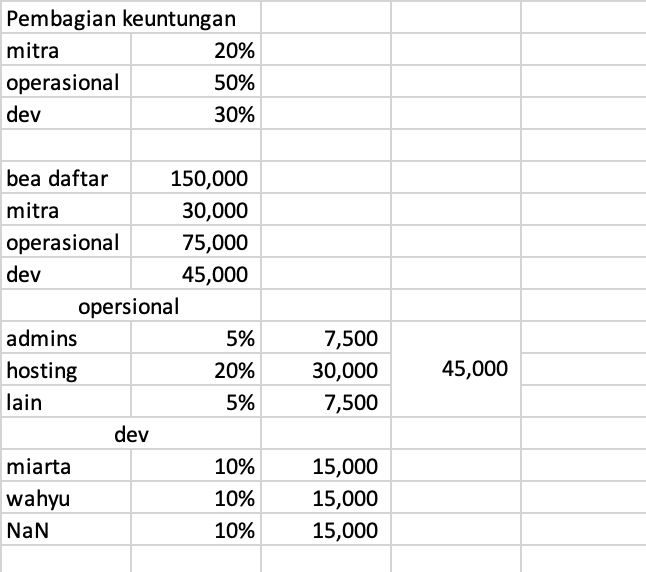 Pembagian keuntungan
mitra 20%
operasional 50%
dev 30%
bea daftar 150,000
mitra 30,000
operasional 75,000
dev 45,000
opersional
admins 5% 7,500
hosting 20% 30,000 45,000
lain 5% 7,500
dev
miarta 10% 15,000
wahyu 10% 15,000
NaN 10% 15,000